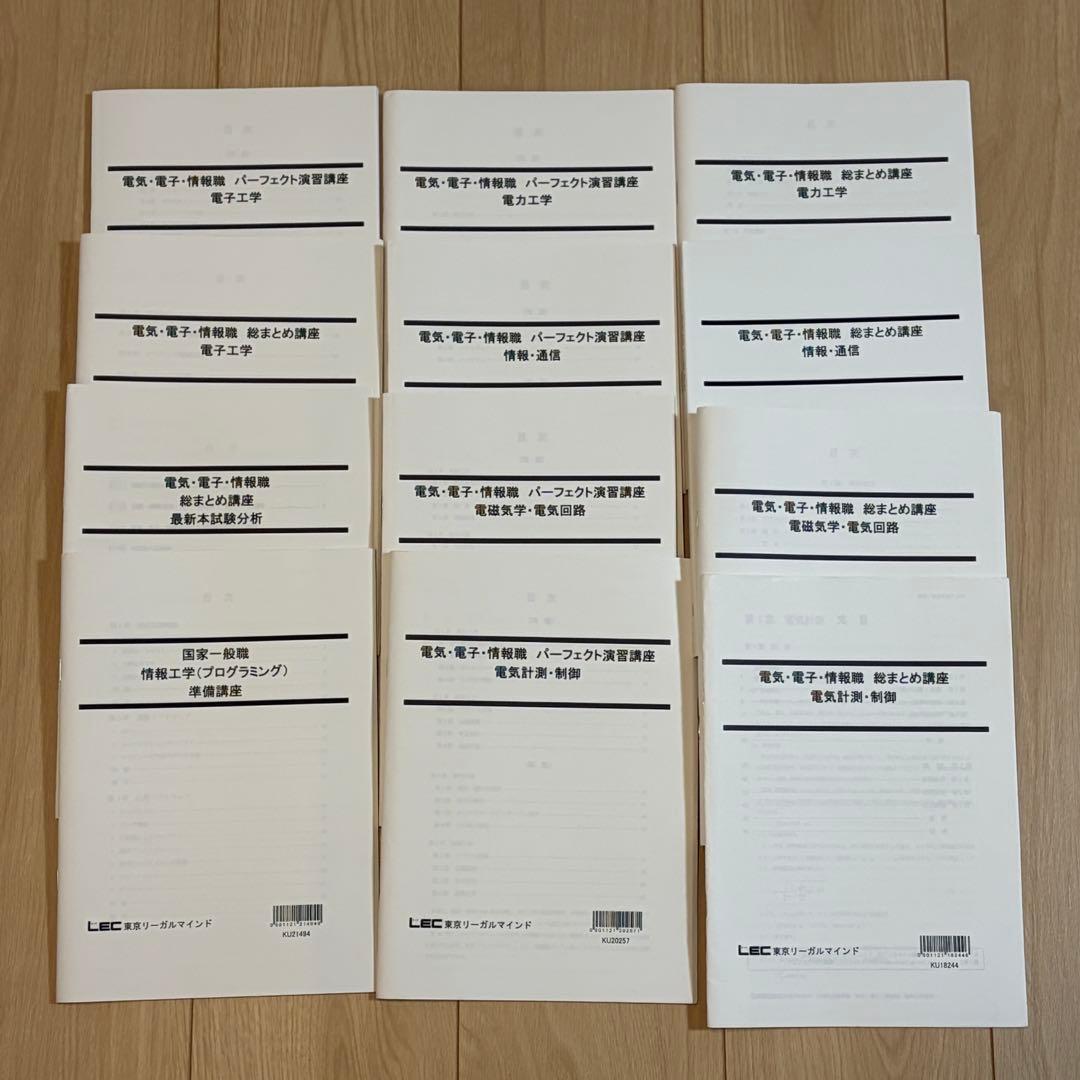 電気・電子・情報職 パーフェクト演習講座
電子工学
電気・電子・情報職 パーフェクト演習講座
電力工学
電気・電子・情報職 総まとめ講座
電力工学
電気・電子・情報職 総まとめ講座
電子工学
電気・電子・情報職 パーフェクト演習講座
情報・通信
電気・電子・情報職 総まとめ講座
情報・通信
電気・電子・情報職
総まとめ講座
最新本試験分析
電気・電子・情報職 パーフェクト演習講座
電磁気学・電気回路
電気・電子・情報職 総まとめ講座
電磁気学・電気回路
国家一般職
情報工学(プログラミング)
準備講座
LEC東京リーガルマインド
KU21494
電気・電子・情報職 パーフェクト演習講座
電気計測・制御
LEC東京リーガルマインド
KU20257
電気・電子・情報職 総まとめ講座
電気計測・制御
LEC東京リーガルマインド
KU18244